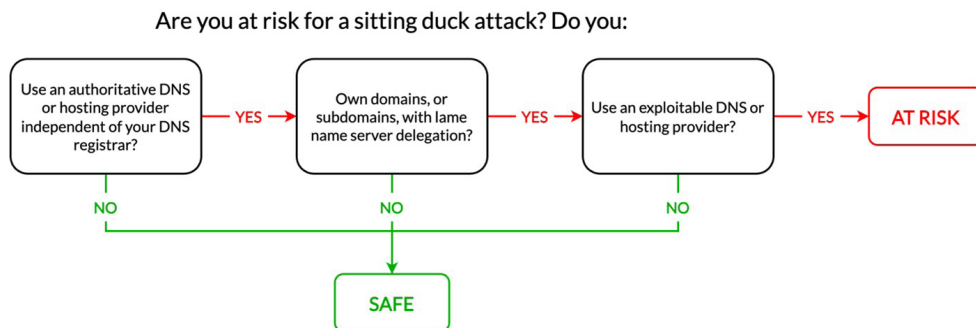 Are you at risk for a sitting duck attack? Do you:
Use an authoritative DNS
or hosting provider
independent of your DNS
registrar?
YES
Own domains, or
subdomains, with lame
name server delegation?
YES
Use an exploitable DNS or
hosting provider?
YES
AT RISK
NO
NO
NO
SAFE